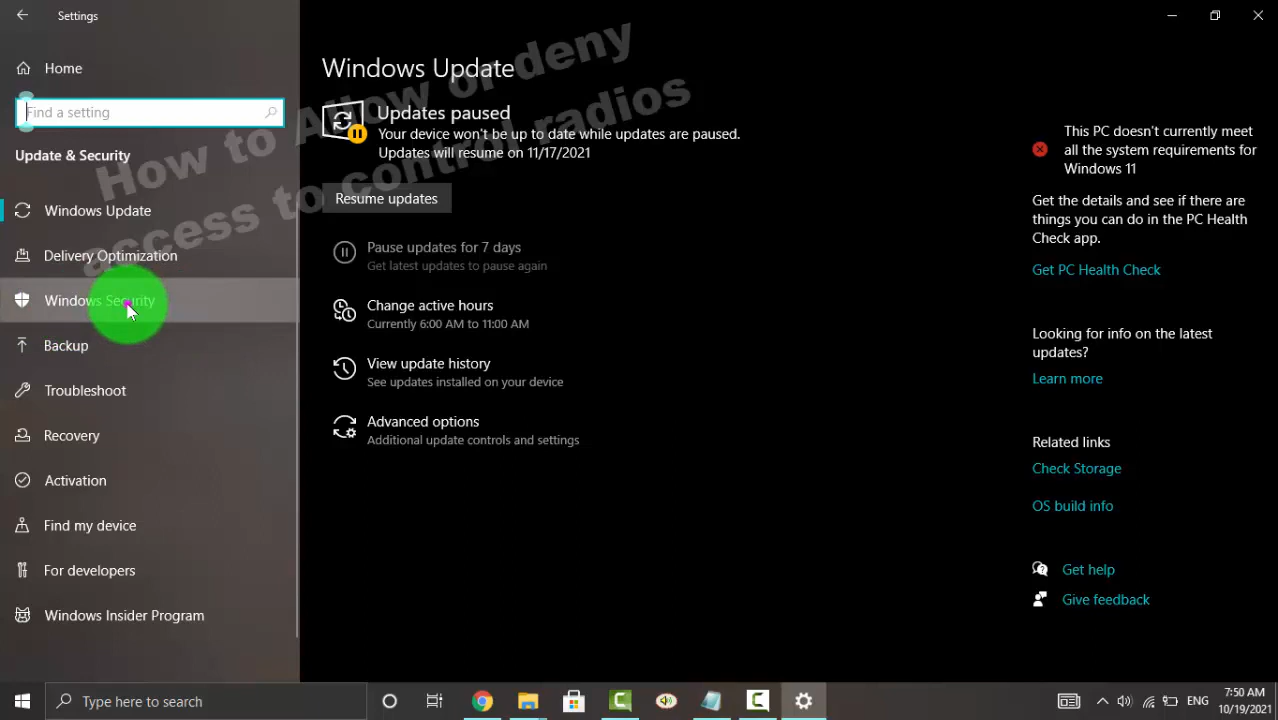 Settings
Home
Find a setting
Update & Security
Windows Update
Delivery Optimization
Windows Security
Backup
Troubleshoot
Recovery
Activation
Find my device
For developers
Windows Insider Program
How to Allow or deny
access to control radios
Windows Update
Updates paused
Your device won't be up to date while updates are paused.
Updates will resume on 11/17/2021
Resume updates
Pause updates for 7 days
Get latest updates to pause again
Change active hours
Currently 6:00 AM to 11:00 AM
View update history
See updates installed on your device
Advanced options
Additional update controls and settings
This PC doesn't currently meet
all the system requirements for
Windows 11
Get the details and see if there are
things you can do in the PC Health
Check app.
Get PC Health Check
Looking for info on the latest
updates?
Learn more
Related links
Check Storage
OS build info
Get help
Give feedback
Type here to search
ENG
7:50 AM
10/19/2021